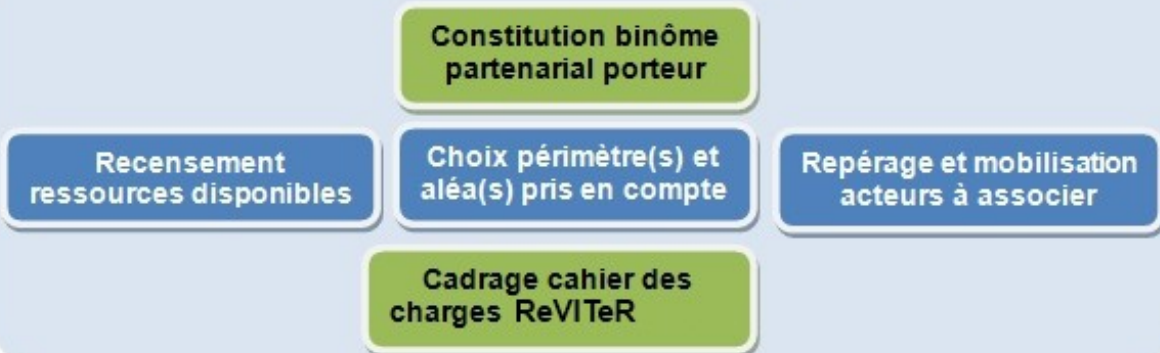 Constitution binôme
partenarial porteur
Recensement
ressources disponibles
Choix périmètre(s) et
aléa(s) pris en compte
Repérage et mobilisation
acteurs à associer
Cadrage cahier des
charges ReVITeR